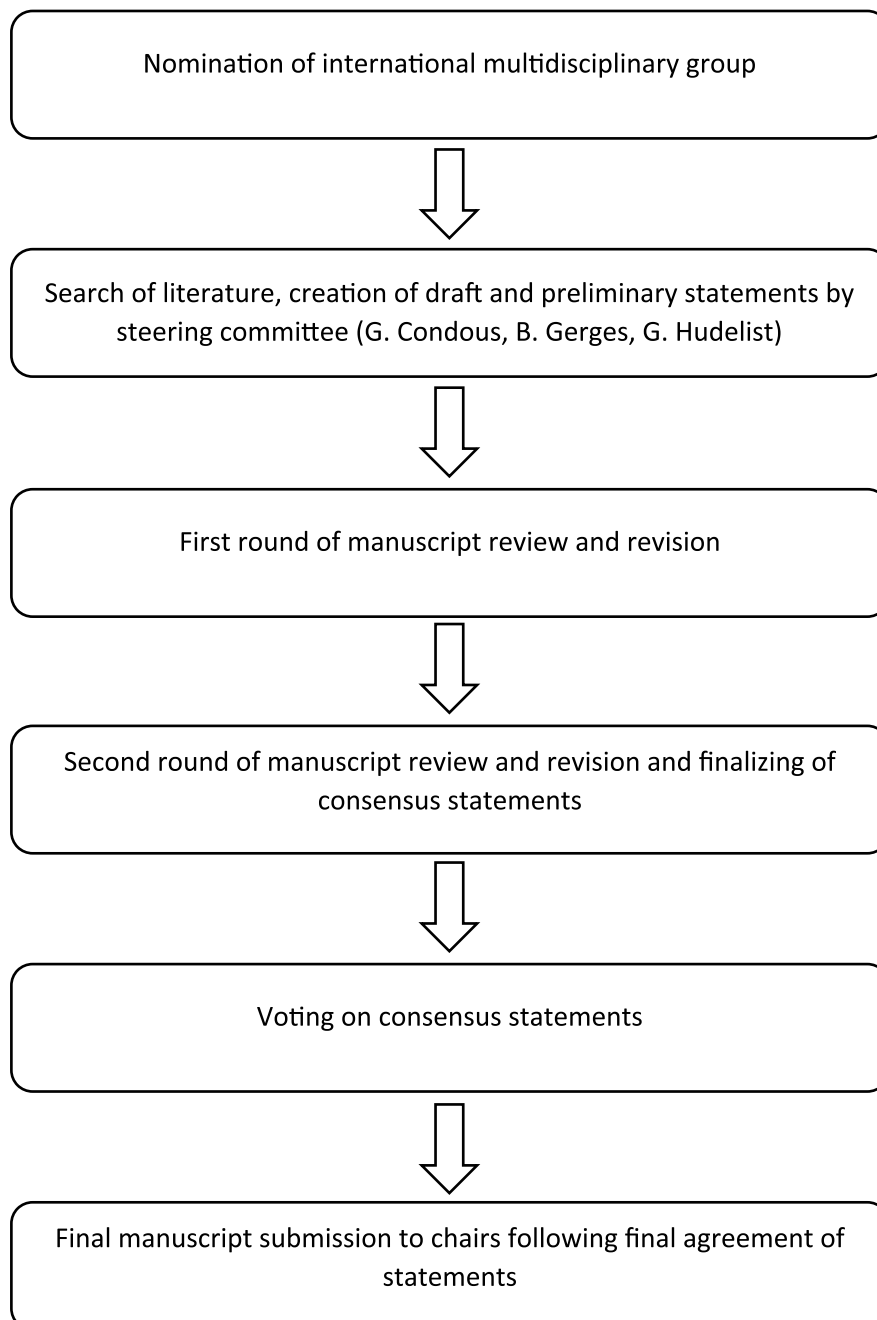 Nomination of international multidisciplinary group
Search of literature, creation of draft and preliminary statements by
steering committee (G. Condous, B. Gerges, G. Hudelist)
First round of manuscript review and revision
Second round of manuscript review and revision and finalizing of
consensus statements
Voting on consensus statements
Final manuscript submission to chairs following final agreement of
statements